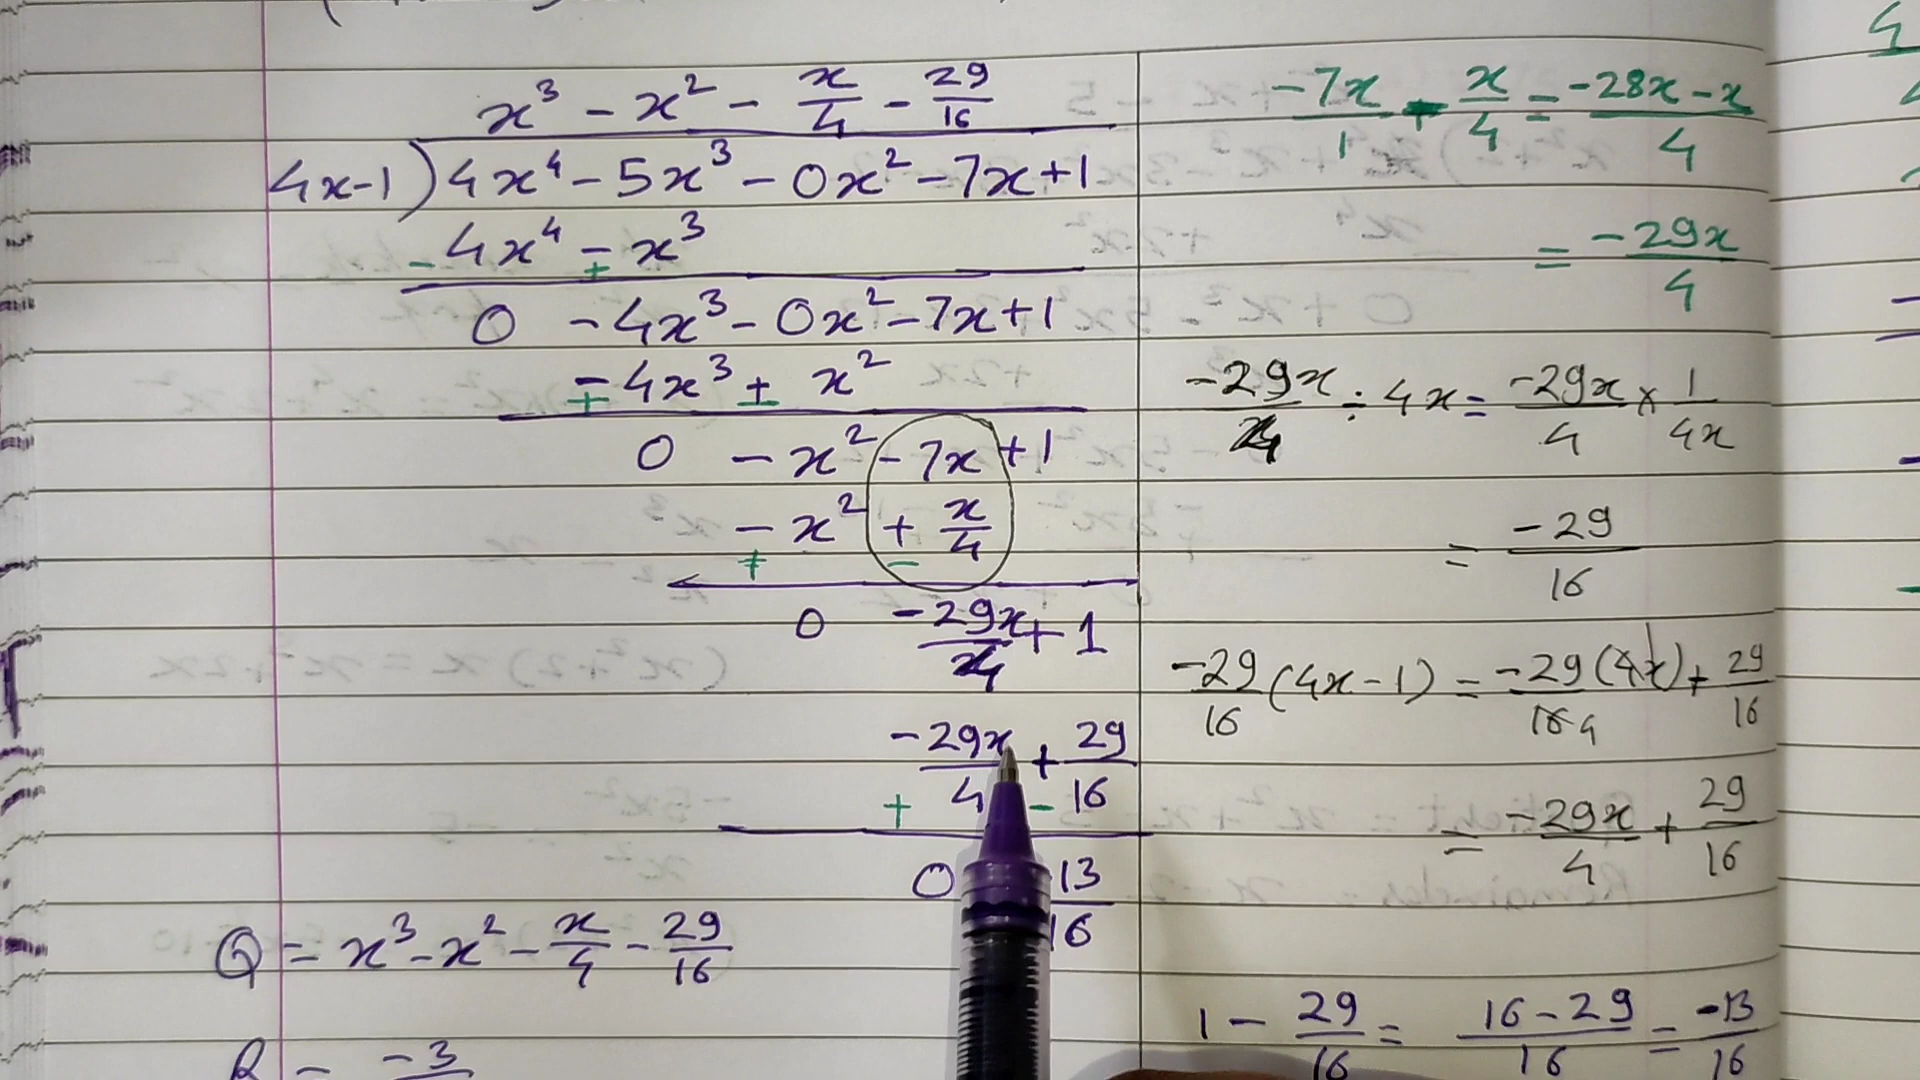 x³ - x² - x/4 - 29/16
4x-1 ) 4x⁴ - 5x³ - 0x² - 7x + 1
4x⁴ - x³
- +
0 - 4x³ - 0x² - 7x + 1
- 4x³ + x²
+ -
0 - x² - 7x + 1
- x² + x/4
+ -
0 -29x/4 + 1
-29x/4 + 29/16
+ -
0 13/16
Q = x³ - x² - x/4 - 29/16
R = -3
-7x/1 - x/4 = -28x - x/4
= -29x/4
-29x/4 ÷ 4x = -29x/4 × 1/4x
= -29/16
-29/16 (4x - 1) = -29(4x)/16 4 + 29/16
= -29x/4 + 29/16
1 - 29/16 = 16 - 29/16 = -13/16